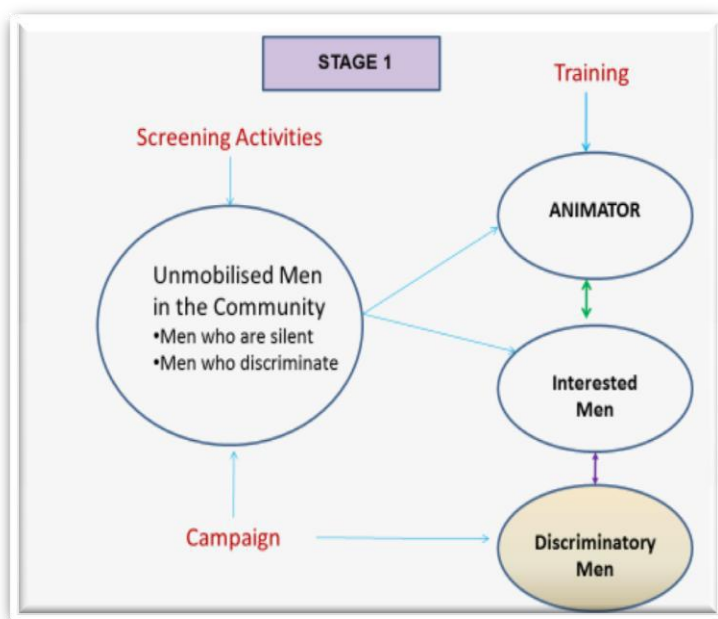 STAGE 1
Training
Screening Activities
ANIMATOR
Unmobilised Men
in the Community
•Men who are silent
•Men who discriminate
Interested
Men
Campaign
Discriminatory
Men